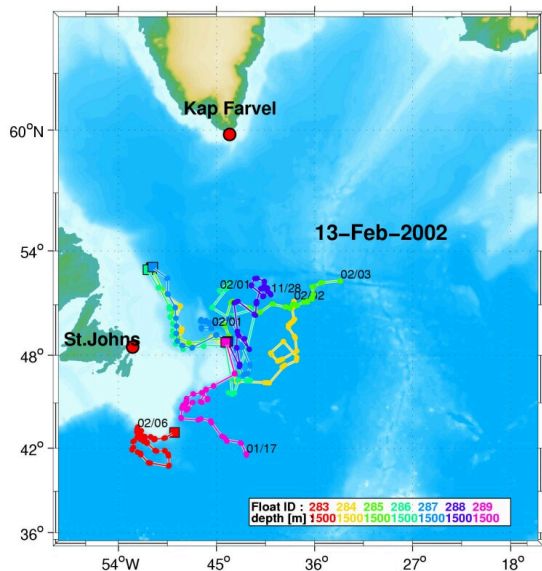 Kap Farvel
60°N
13-Feb-2002
54°
02/03
02/01
11/28
02/02
02/01
St.Johns
48°
02/06
01/17
42°
Float ID : 283 284 285 286 287 288 289
depth [m] 1500 1500 1500 1500 1500 1500 1500
36°
54°W 45° 36° 27° 18°